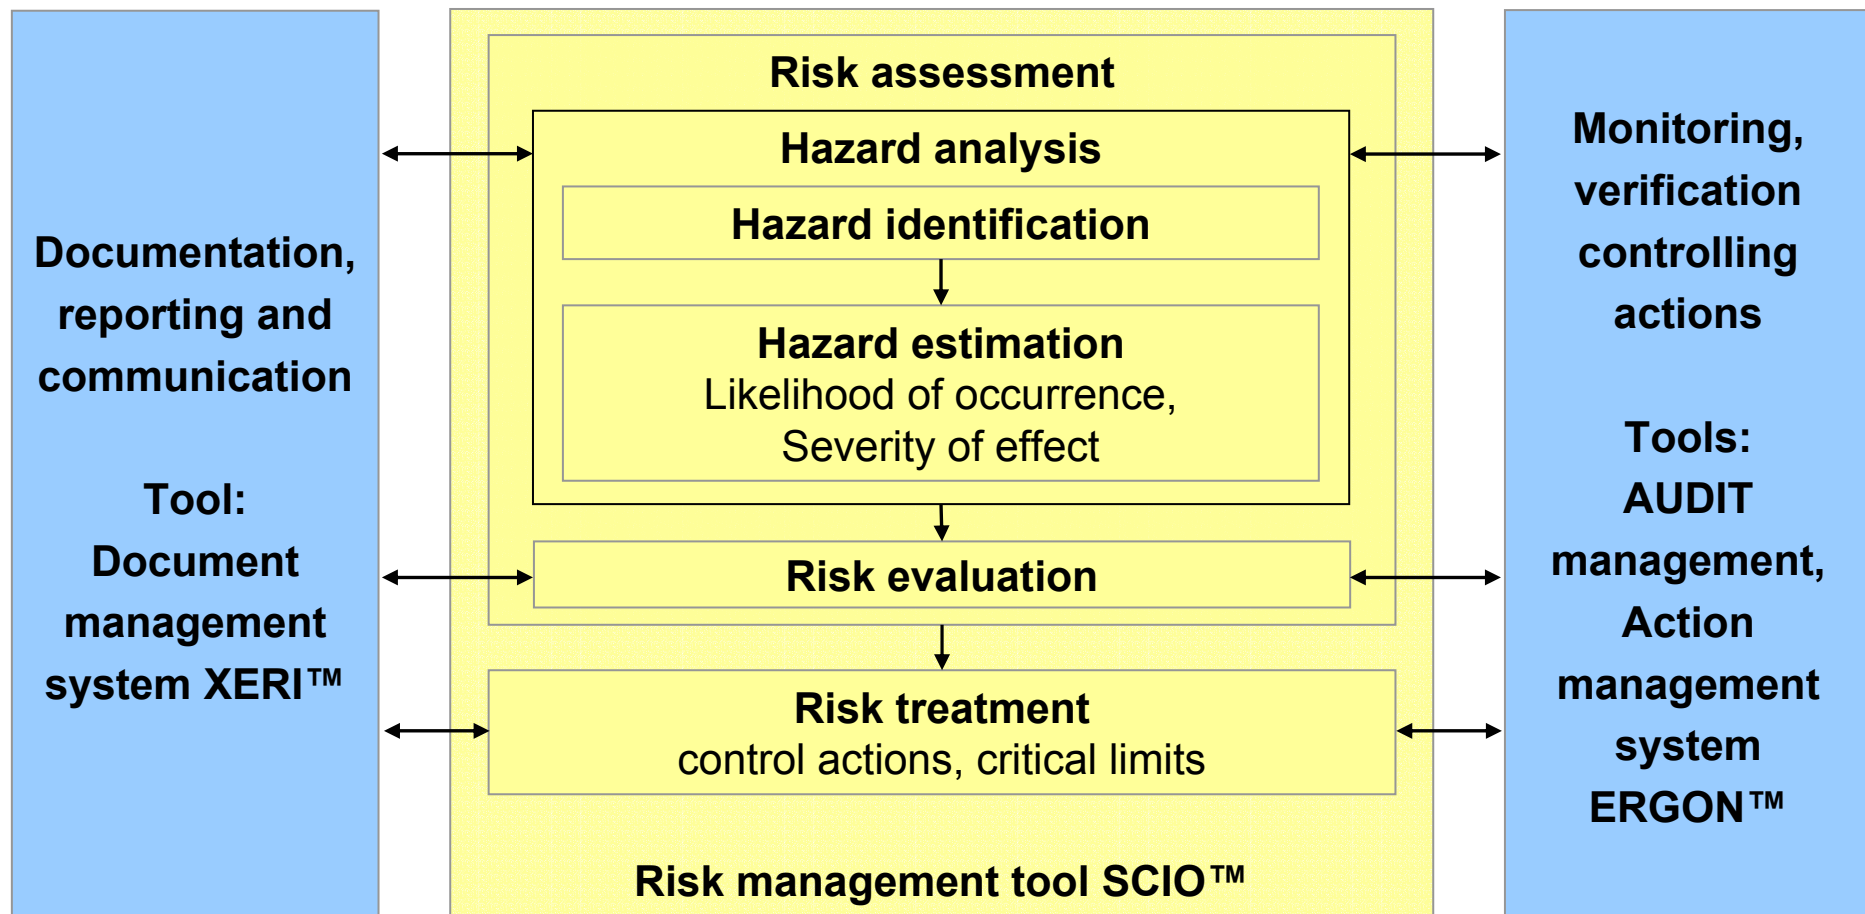 Documentation,
reporting and
communication
Tool:
Document
management
system XERI™
Risk assessment
Hazard analysis
Hazard identification
Hazard estimation
Likelihood of occurrence,
Severity of effect
Risk evaluation
Risk treatment
control actions, critical limits
Risk management tool SCIO™
Monitoring,
verification
controlling
actions
Tools:
AUDIT
management,
Action
management
system
ERGON™